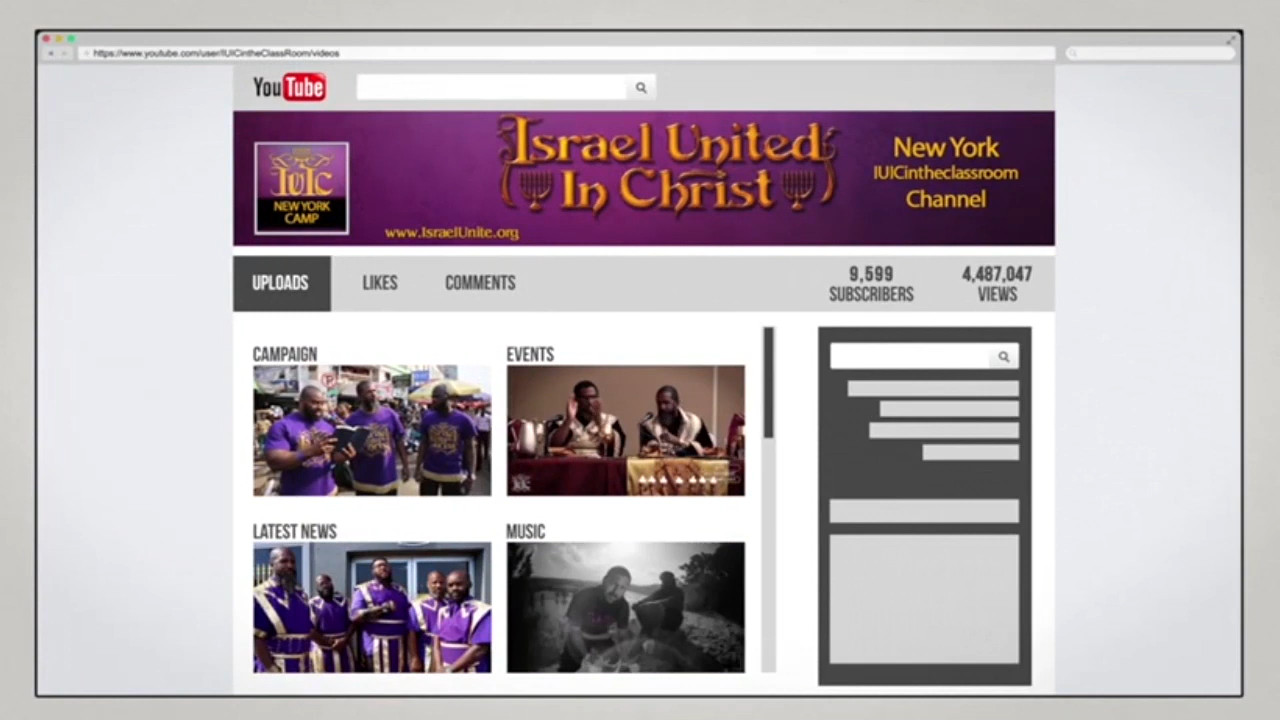 https://www.youtube.com/user/IUICintheClassRoom/videos
YouTube
IUIC
NEW YORK
CAMP
Israel United
In Christ
www.IsraelUnite.org
New York
IUICintheclassroom
Channel
UPLOADS
LIKES
COMMENTS
9,599
SUBSCRIBERS
4,487,047
VIEWS
CAMPAIGN
EVENTS
IUIC
LATEST NEWS
MUSIC